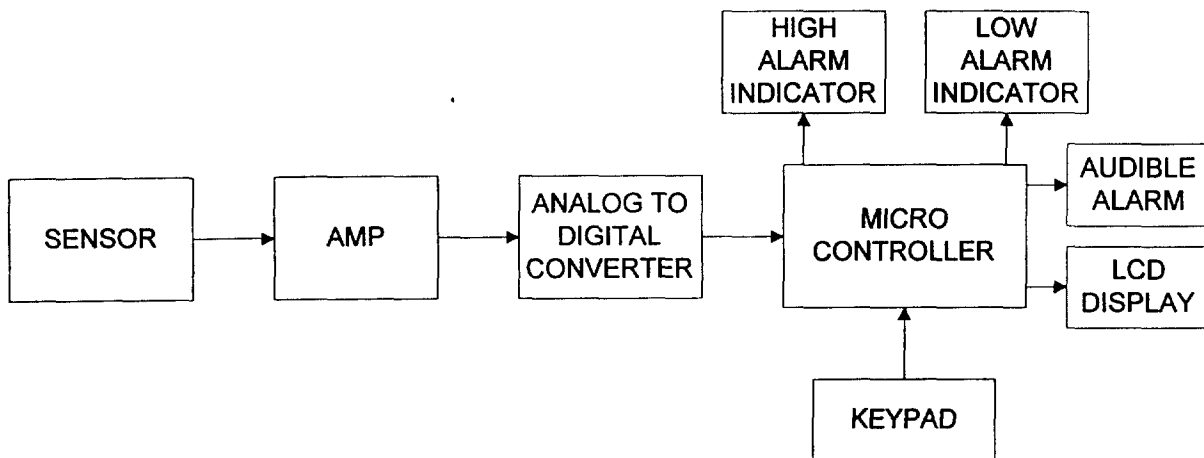 HIGH
ALARM
INDICATOR
LOW
ALARM
INDICATOR
SENSOR
AMP
ANALOG TO
DIGITAL
CONVERTER
MICRO
CONTROLLER
AUDIBLE
ALARM
LCD
DISPLAY
KEYPAD